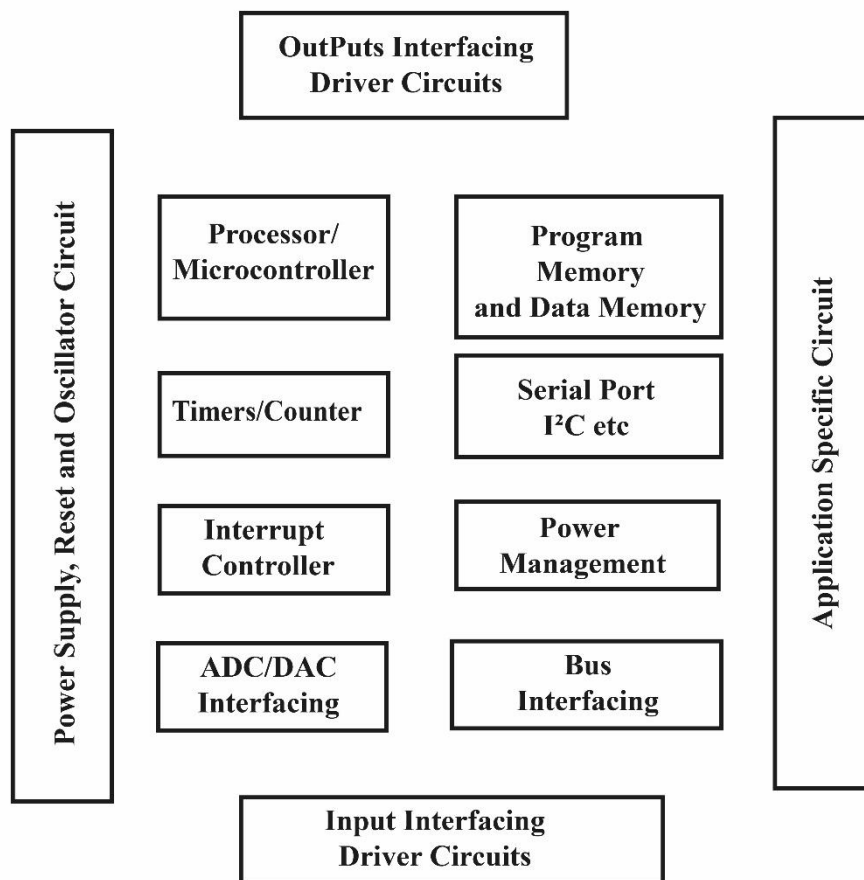 OutPuts Interfacing
Driver Circuits
Power Supply, Reset and Oscillator Circuit
Processor/
Microcontroller
Program
Memory
and Data Memory
Timers/Counter
Serial Port
I²C etc
Interrupt
Controller
Power
Management
ADC/DAC
Interfacing
Bus
Interfacing
Application Specific Circuit
Input Interfacing
Driver Circuits